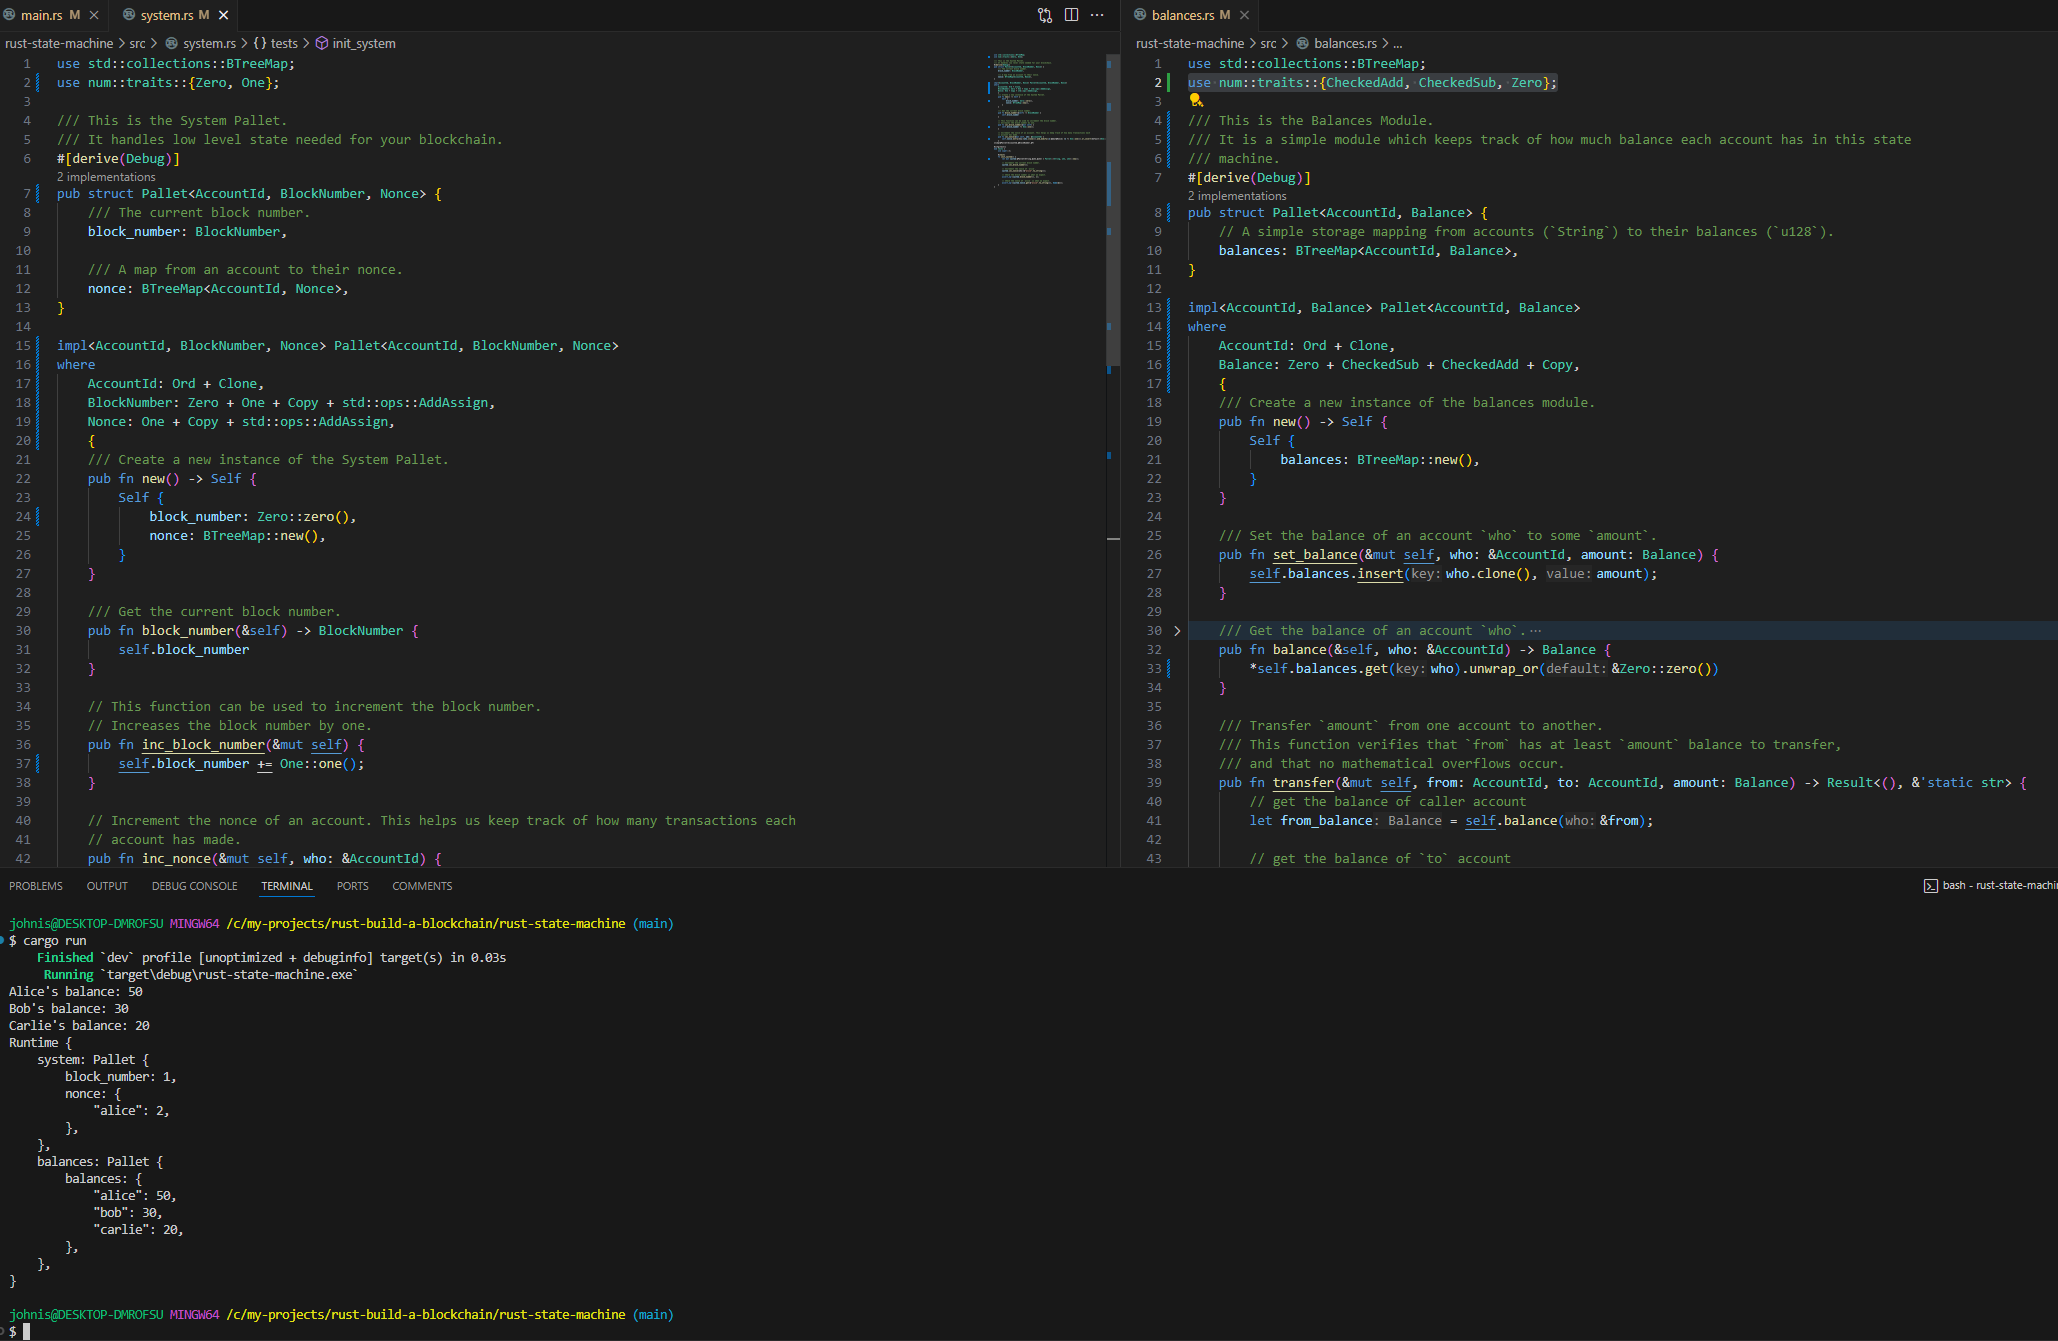 main.rs M
system.rs M
rust-state-machine > src > system.rs > {} tests > init_system
1 use std::collections::BTreeMap;
2 use num::traits::{Zero, One};
3
4 /// This is the System Pallet.
5 /// It handles low level state needed for your blockchain.
6 #[derive(Debug)]
2 implementations
7 pub struct Pallet<AccountId, BlockNumber, Nonce> {
8 /// The current block number.
9 block_number: BlockNumber,
10
11 /// A map from an account to their nonce.
12 nonce: BTreeMap<AccountId, Nonce>,
13 }
14
15 impl<AccountId, BlockNumber, Nonce> Pallet<AccountId, BlockNumber, Nonce>
16 where
17 AccountId: Ord + Clone,
18 BlockNumber: Zero + One + Copy + std::ops::AddAssign,
19 Nonce: One + Copy + std::ops::AddAssign,
20 {
21 /// Create a new instance of the System Pallet.
22 pub fn new() -> Self {
23 Self {
24 block_number: Zero::zero(),
25 nonce: BTreeMap::new(),
26 }
27 }
28
29 /// Get the current block number.
30 pub fn block_number(&self) -> BlockNumber {
31 self.block_number
32 }
33
34 // This function can be used to increment the block number.
35 // Increases the block number by one.
36 pub fn inc_block_number(&mut self) {
37 self.block_number += One::one();
38 }
39
40 // Increment the nonce of an account. This helps us keep track of how many transactions each
41 // account has made.
42 pub fn inc_nonce(&mut self, who: &AccountId) {
balances.rs M
rust-state-machine > src > balances.rs > ...
1 use std::collections::BTreeMap;
2 use num::traits::{CheckedAdd, CheckedSub, Zero};
3
4 /// This is the Balances Module.
5 /// It is a simple module which keeps track of how much balance each account has in this state
6 /// machine.
7 #[derive(Debug)]
2 implementations
8 pub struct Pallet<AccountId, Balance> {
9 // A simple storage mapping from accounts (`String`) to their balances (`u128`).
10 balances: BTreeMap<AccountId, Balance>,
11 }
12
13 impl<AccountId, Balance> Pallet<AccountId, Balance>
14 where
15 AccountId: Ord + Clone,
16 Balance: Zero + CheckedSub + CheckedAdd + Copy,
17 {
18 /// Create a new instance of the balances module.
19 pub fn new() -> Self {
20 Self {
21 balances: BTreeMap::new(),
22 }
23 }
24
25 /// Set the balance of an account `who` to some `amount`.
26 pub fn set_balance(&mut self, who: &AccountId, amount: Balance) {
27 self.balances.insert(key: who.clone(), value: amount);
28 }
29
30 /// Get the balance of an account `who`. ...
32 pub fn balance(&self, who: &AccountId) -> Balance {
33 *self.balances.get(key: who).unwrap_or(default: &Zero::zero())
34 }
35
36 /// Transfer `amount` from one account to another.
37 /// This function verifies that `from` has at least `amount` balance to transfer,
38 /// and that no mathematical overflows occur.
39 pub fn transfer(&mut self, from: AccountId, to: AccountId, amount: Balance) -> Result<(), &'static str> {
40 // get the balance of caller account
41 let from_balance: Balance = self.balance(who: &from);
42
43 // get the balance of `to` account
PROBLEMS OUTPUT DEBUG CONSOLE TERMINAL PORTS COMMENTS
bash - rust-state-machin
johnis@DESKTOP-DMROFSU MINGW64 /c/my-projects/rust-build-a-blockchain/rust-state-machine (main)
$ cargo run
Finished `dev` profile [unoptimized + debuginfo] target(s) in 0.03s
Running `target\debug\rust-state-machine.exe`
Alice's balance: 50
Bob's balance: 30
Carlie's balance: 20
Runtime {
system: Pallet {
block_number: 1,
nonce: {
"alice": 2,
},
},
balances: Pallet {
balances: {
"alice": 50,
"bob": 30,
"carlie": 20,
},
},
}
johnis@DESKTOP-DMROFSU MINGW64 /c/my-projects/rust-build-a-blockchain/rust-state-machine (main)
$